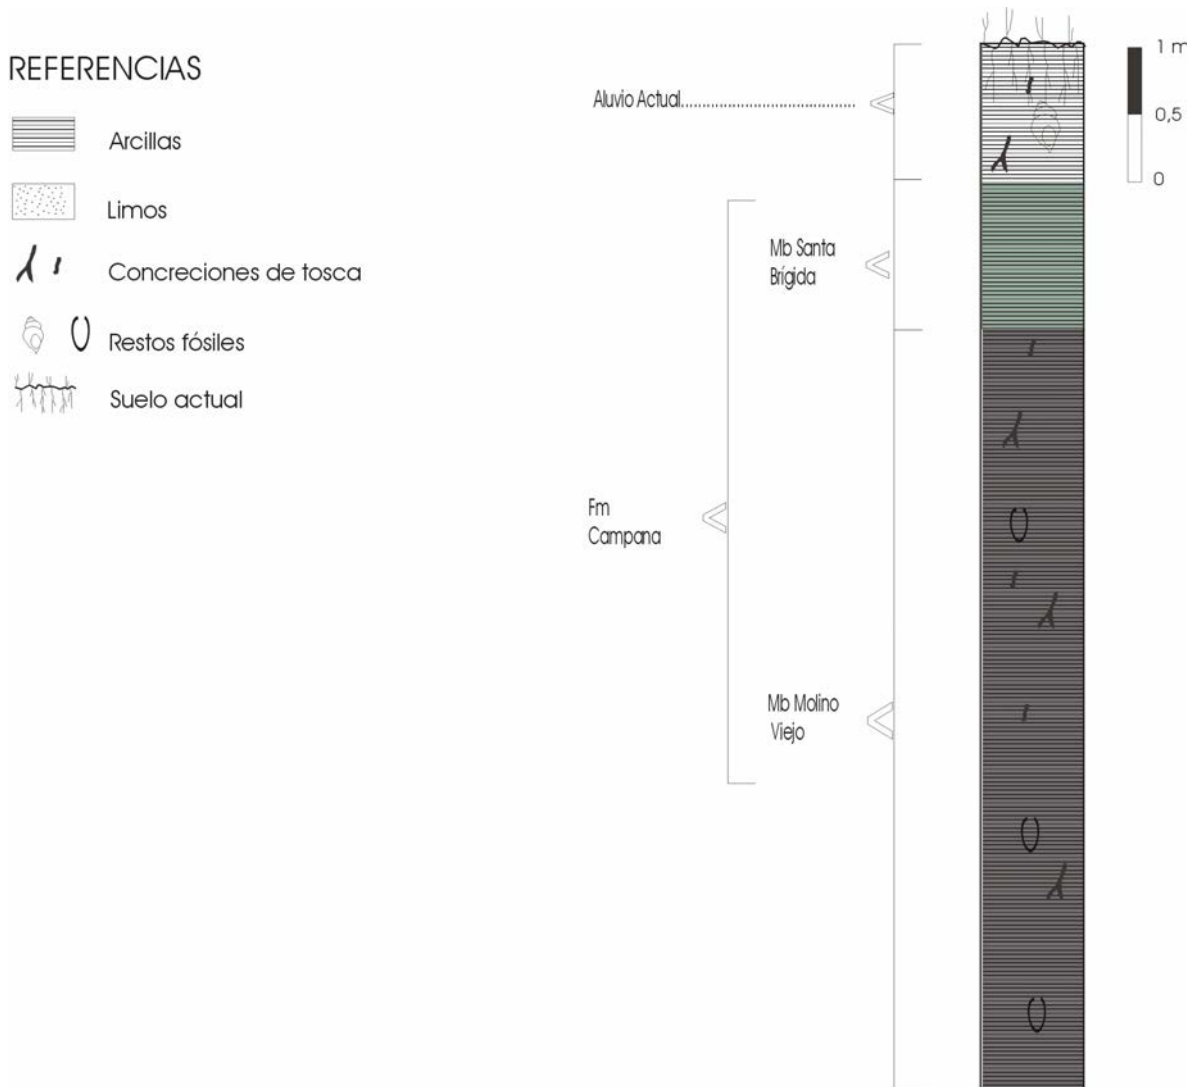 REFERENCIAS
Arcillas
Limos
Concreciones de tosca
Restos fósiles
Suelo actual
Aluvio Actual
Mb Santa
Brígida
Fm
Campana
Mb Molino
Viejo
1 m
0,5
0